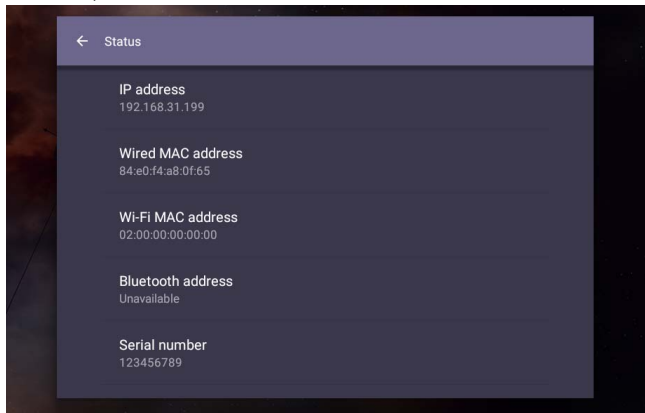 Status
IP address
192.168.31.199
Wired MAC address
84:e0:f4:a8:0f:65
Wi-Fi MAC address
02:00:00:00:00:00
Bluetooth address
Unavailable
Serial number
123456789